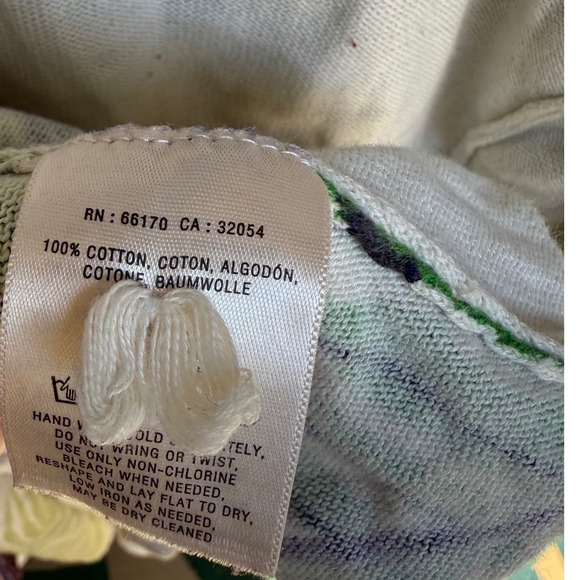 RN : 66170 CA : 32054
100% COTTON, COTON, ALGODÓN,
COTONE, BAUMWOLLE
HAND COLD
DO NOT WRING OR TWIST,
USE ONLY NON-CHLORINE
BLEACH WHEN NEEDED,
RESHAPE AND LAY FLAT TO DRY,
LOW IRON AS NEEDED,
MAY BE DRY CLEANED